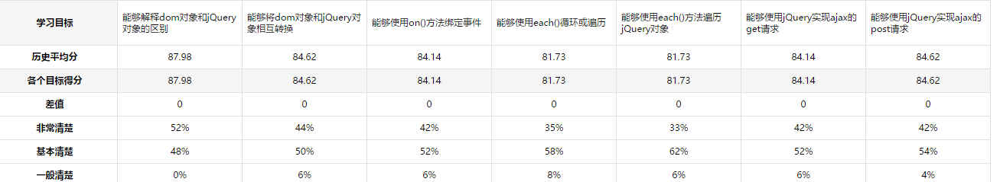 学习目标 能够解释dom对象和jQuery对象的区别 能够将dom对象和jQuery对象相互转换 能够使用on()方法绑定事件 能够使用each()循环或遍历 能够使用each()方法遍历jQuery对象 能够使用jQuery实现ajax的get请求 能够使用jQuery实现ajax的post请求
历史平均分 87.98 84.62 84.14 81.73 81.73 84.14 84.62
各个目标得分 87.98 84.62 84.14 81.73 81.73 84.14 84.62
差值 0 0 0 0 0 0 0
非常清楚 52% 44% 42% 35% 33% 42% 42%
基本清楚 48% 50% 52% 58% 62% 52% 54%
一般清楚 0% 6% 6% 8% 6% 6% 4%